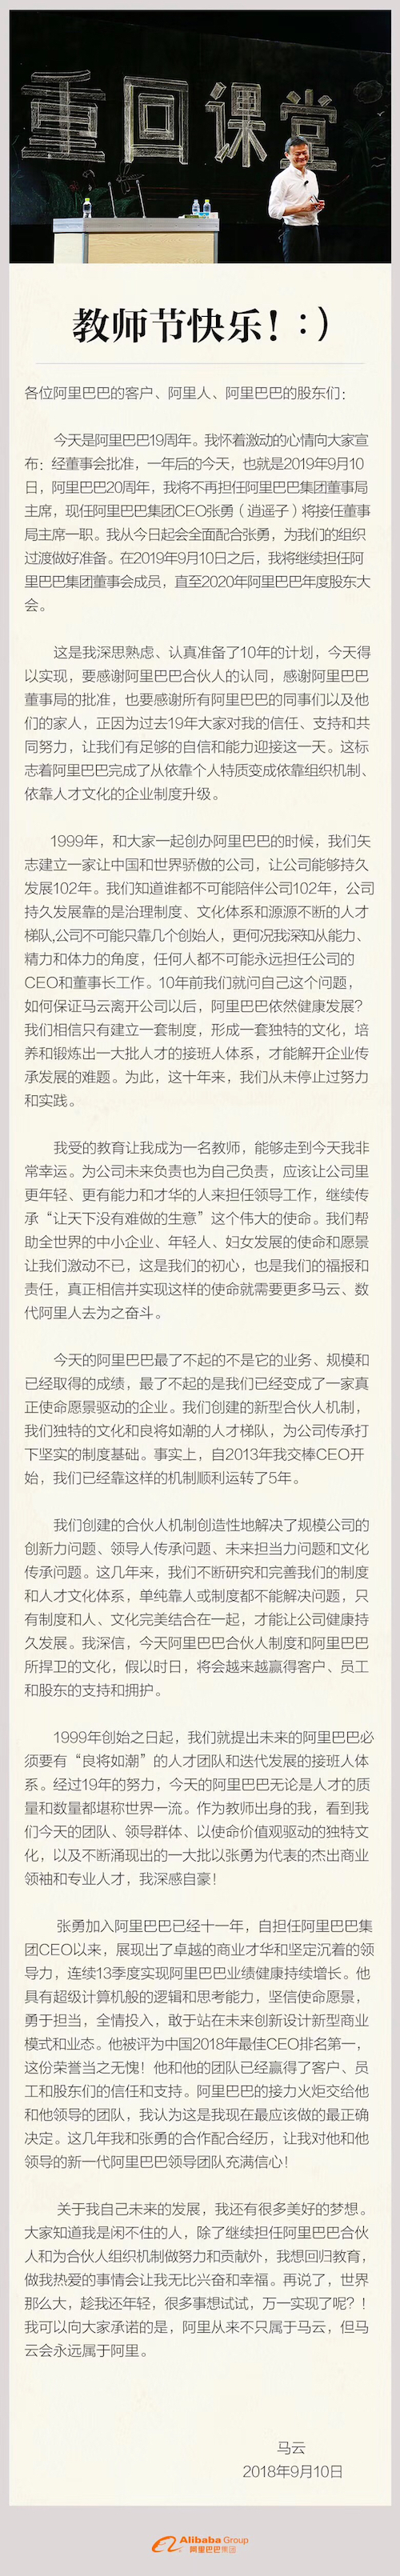 重回课堂
教师节快乐！:)
各位阿里巴巴的客户、阿里人、阿里巴巴的股东们：
今天是阿里巴巴19周年。我怀着激动的心情向大家宣
布：经董事会批准，一年后的今天，也就是2019年9月10
日，阿里巴巴20周年，我将不再担任阿里巴巴集团董事局
主席，现任阿里巴巴集团CEO张勇（逍遥子）将接任董事
局主席一职。我从今日起会全面配合张勇，为我们的组织
过渡做好准备。在2019年9月10日之后，我将继续担任阿
里巴巴集团董事会成员，直至2020年阿里巴巴年度股东大
会。
这是我深思熟虑、认真准备了10年的计划，今天得
以实现，要感谢阿里巴巴合伙人的认同，感谢阿里巴巴
董事局的批准，也要感谢所有阿里巴巴的同事们以及他
们的家人，正因为过去19年大家对我的信任、支持和共
同努力，让我们有足够的自信和能力迎接这一天。这标
志着阿里巴巴完成了从依靠个人特质变成依靠组织机制、
依靠人才文化的企业制度升级。
1999年，和大家一起创办阿里巴巴的时候，我们矢
志建立一家让中国和世界骄傲的公司，让公司能够持久
发展102年。我们知道谁都不可能陪伴公司102年，公司
持久发展靠的是治理制度、文化体系和源源不断的人才
梯队,公司不可能只靠几个创始人，更何况我深知从能力、
精力和体力的角度，任何人都不可能永远担任公司的
CEO和董事长工作。10年前我们就问自己这个问题，
如何保证马云离开公司以后，阿里巴巴依然健康发展？
我们相信只有建立一套制度，形成一套独特的文化，培
养和锻炼出一大批人才的接班人体系，才能解开企业传
承发展的难题。为此，这十年来，我们从未停止过努力
和实践。
我受的教育让我成为一名教师，能够走到今天我非
常幸运。为公司未来负责也为自己负责，应该让公司里
更年轻、更有能力和才华的人来担任领导工作，继续传
承“让天下没有难做的生意”这个伟大的使命。我们帮
助全世界的中小企业、年轻人、妇女发展的使命和愿景
让我们激动不已，这是我们的初心，也是我们的福报和
责任，真正相信并实现这样的使命就需要更多马云、数
代阿里人去为之奋斗。
今天的阿里巴巴最了不起的不是它的业务、规模和
已经取得的成绩，最了不起的是我们已经变成了一家真
正使命愿景驱动的企业。我们创建的新型合伙人机制，
我们独特的文化和良将如潮的人才梯队，为公司传承打
下坚实的制度基础。事实上，自2013年我交棒CEO开
始，我们已经靠这样的机制顺利运转了5年。
我们创建的合伙人机制创造性地解决了规模公司的
创新力问题、领导人传承问题、未来担当力问题和文化
传承问题。这几年来，我们不断研究和完善我们的制度
和人才文化体系，单纯靠人或制度都不能解决问题，只
有制度和人、文化完美结合在一起，才能让公司健康持
久发展。我深信，今天阿里巴巴合伙人制度和阿里巴巴
所捍卫的文化，假以时日，将会越来越赢得客户、员工
和股东的支持和拥护。
1999年创始之日起，我们就提出未来的阿里巴巴必
须要有“良将如潮”的人才团队和迭代发展的接班人体
系。经过19年的努力，今天的阿里巴巴无论是人才的质
量和数量都堪称世界一流。作为教师出身的我，看到我
们今天的团队、领导群体、以使命价值观驱动的独特文
化，以及不断涌现出的一大批以张勇为代表的杰出商业
领袖和专业人才，我深感自豪！
张勇加入阿里巴巴已经十一年，自担任阿里巴巴集
团CEO以来，展现出了卓越的商业才华和坚定沉着的领
导力，连续13季度实现阿里巴巴业绩健康持续增长。他
具有超级计算机般的逻辑和思考能力，坚信使命愿景，
勇于担当，全情投入，敢于站在未来创新设计新型商业
模式和业态。他被评为中国2018年最佳CEO排名第一，
这份荣誉当之无愧！他和他的团队已经赢得了客户、员
工和股东们的信任和支持。阿里巴巴的接力火炬交给他
和他领导的团队，我认为这是我现在最应该做的最正确
决定。这几年我和张勇的合作配合经历，让我对他和他
领导的新一代阿里巴巴领导团队充满信心！
关于我自己未来的发展，我还有很多美好的梦想。
大家知道我是闲不住的人，除了继续担任阿里巴巴合伙
人和为合伙人组织机制做努力和贡献外，我想回归教育，
做我热爱的事情会让我无比兴奋和幸福。再说了，世界
那么大，趁我还年轻，很多事想试试，万一实现了呢？！
我可以向大家承诺的是，阿里从来不只属于马云，但马
云会永远属于阿里。
马云
2018年9月10日
Alibaba Group
阿里巴巴集团